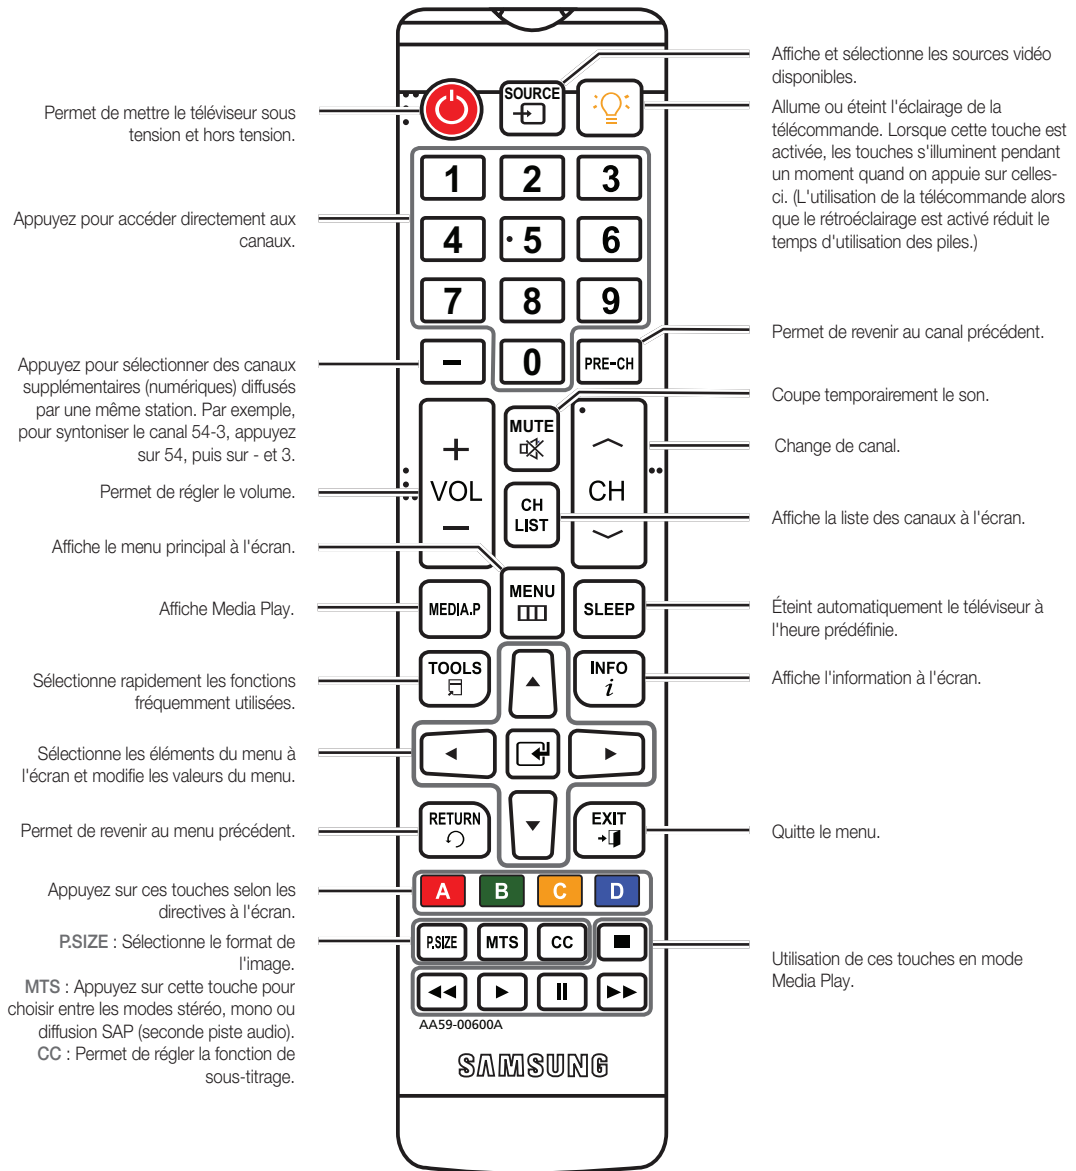 Permet de mettre le téléviseur sous
tension et hors tension.
Appuyez pour accéder directement aux
canaux.
Appuyez pour sélectionner des canaux
supplémentaires (numériques) diffusés
par une même station. Par exemple,
pour syntoniser le canal 54-3, appuyez
sur 54, puis sur - et 3.
Permet de régler le volume.
Affiche le menu principal à l'écran.
Affiche Media Play.
Sélectionne rapidement les fonctions
fréquemment utilisées.
Sélectionne les éléments du menu à
l'écran et modifie les valeurs du menu.
Permet de revenir au menu précédent.
Appuyez sur ces touches selon les
directives à l'écran.
P.SIZE : Sélectionne le format de
l'image.
MTS : Appuyez sur cette touche pour
choisir entre les modes stéréo, mono ou
diffusion SAP (seconde piste audio).
CC : Permet de régler la fonction de
sous-titrage.
SOURCE
1 2 3
4 5 6
7 8 9
− 0 PRE-CH
MUTE
+
VOL
−
CH
CH
LIST
MENU
MEDIA.P
SLEEP
TOOLS
INFO
i
RETURN
EXIT
A B C D
P.SIZE MTS CC
AA59-00600A
SAMSUNG
Affiche et sélectionne les sources vidéo
disponibles.
Allume ou éteint l'éclairage de la
télécommande. Lorsque cette touche est
activée, les touches s'illuminent pendant
un moment quand on appuie sur celles-
ci. (L'utilisation de la télécommande alors
que le rétroéclairage est activé réduit le
temps d'utilisation des piles.)
Permet de revenir au canal précédent.
Coupe temporairement le son.
Change de canal.
Affiche la liste des canaux à l'écran.
Éteint automatiquement le téléviseur à
l'heure prédéfinie.
Affiche l'information à l'écran.
Quitte le menu.
Utilisation de ces touches en mode
Media Play.